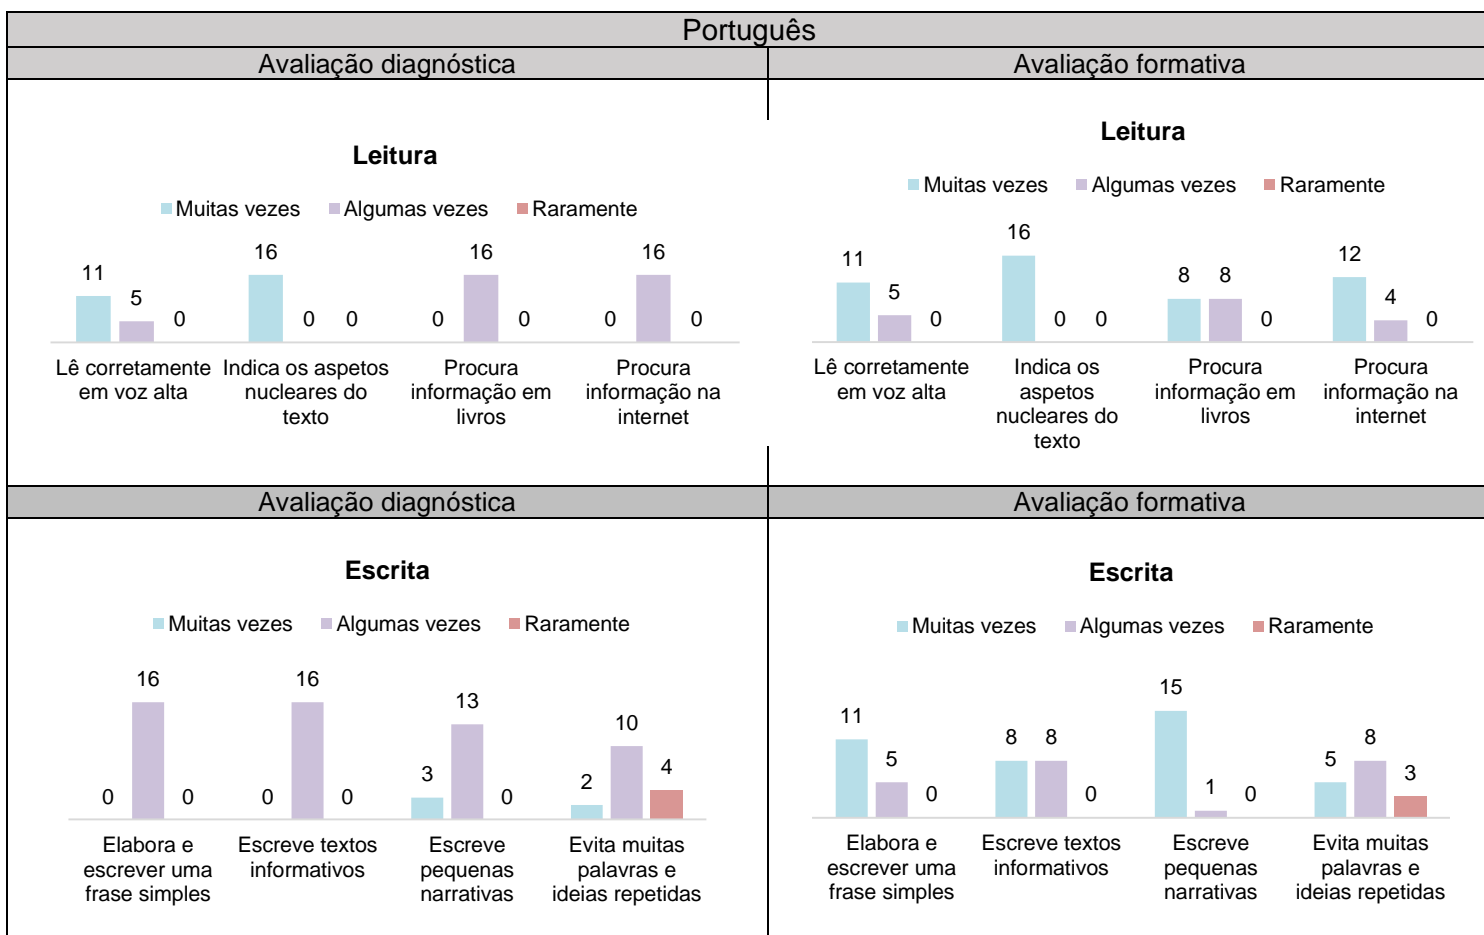 Português
Avaliação diagnóstica
Avaliação formativa
Leitura
Muitas vezes Algumas vezes Raramente
11 5 0 16 0 0 0 16 0 0 16 0
Lê corretamente em voz alta
Indica os aspetos nucleares do texto
Procura informação em livros
Procura informação na internet
Leitura
Muitas vezes Algumas vezes Raramente
11 5 0 16 0 0 8 8 0 12 4 0
Lê corretamente em voz alta
Indica os aspetos nucleares do texto
Procura informação em livros
Procura informação na internet
Avaliação diagnóstica
Avaliação formativa
Escrita
Muitas vezes Algumas vezes Raramente
0 16 0 0 16 0 3 13 0 2 10 4
Elabora e escrever uma frase simples
Escreve textos informativos
Escreve pequenas narrativas
Evita muitas palavras e ideias repetidas
Escrita
Muitas vezes Algumas vezes Raramente
11 5 0 8 8 0 15 1 0 5 8 3
Elabora e escrever uma frase simples
Escreve textos informativos
Escreve pequenas narrativas
Evita muitas palavras e ideias repetidas